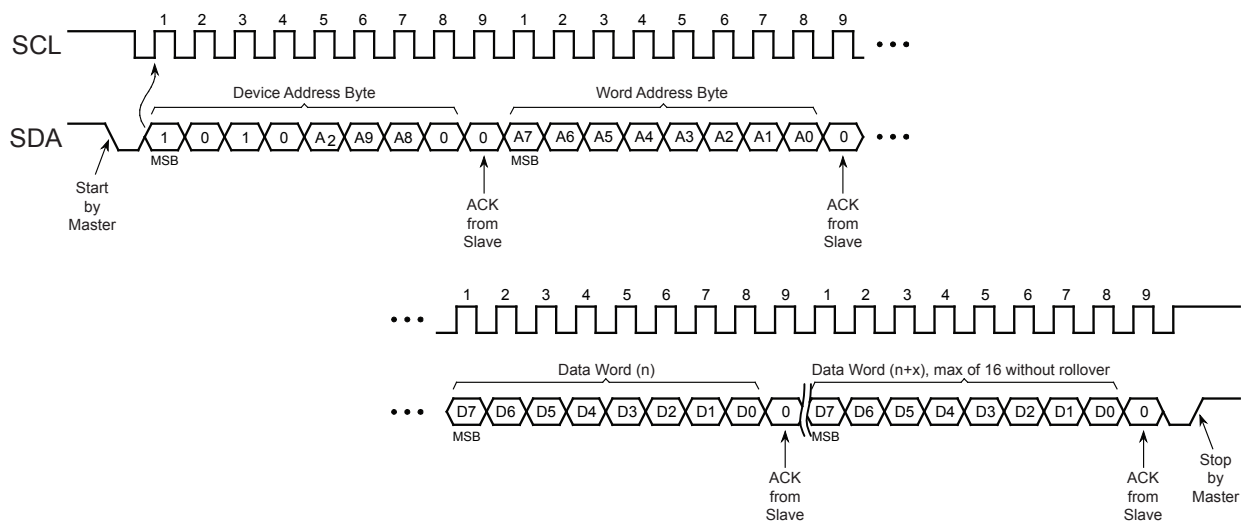 1 2 3 4 5 6 7 8 9 1 2 3 4 5 6 7 8 9
SCL
Device Address Byte Word Address Byte
SDA 1 0 1 0 A2 A9 A8 0 0 A7 A6 A5 A4 A3 A2 A1 A0 0
MSB MSB
Start
by
Master
ACK
from
Slave
ACK
from
Slave
1 2 3 4 5 6 7 8 9 1 2 3 4 5 6 7 8 9
Data Word (n) Data Word (n+x), max of 16 without rollover
D7 D6 D5 D4 D3 D2 D1 D0 0 D7 D6 D5 D4 D3 D2 D1 D0 0
MSB MSB
ACK
from
Slave
ACK
from
Slave
Stop
by
Master